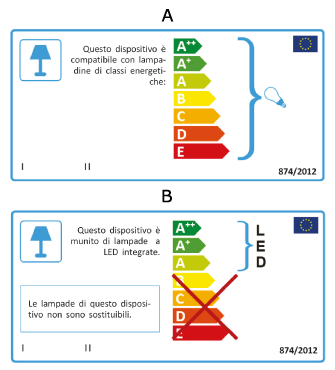 A
Questo dispositivo è
compatibile con lampa-
dine di classi energeti-
che:
A++
A+
A
B
C
D
E
I II
874/2012
B
Questo dispositivo è
munito di lampade a
LED integrate.
A++
A+
A
B
C
D
E
L
E
D
Le lampade di questo disposi-
tivo non sono sostituibili.
I II
874/2012